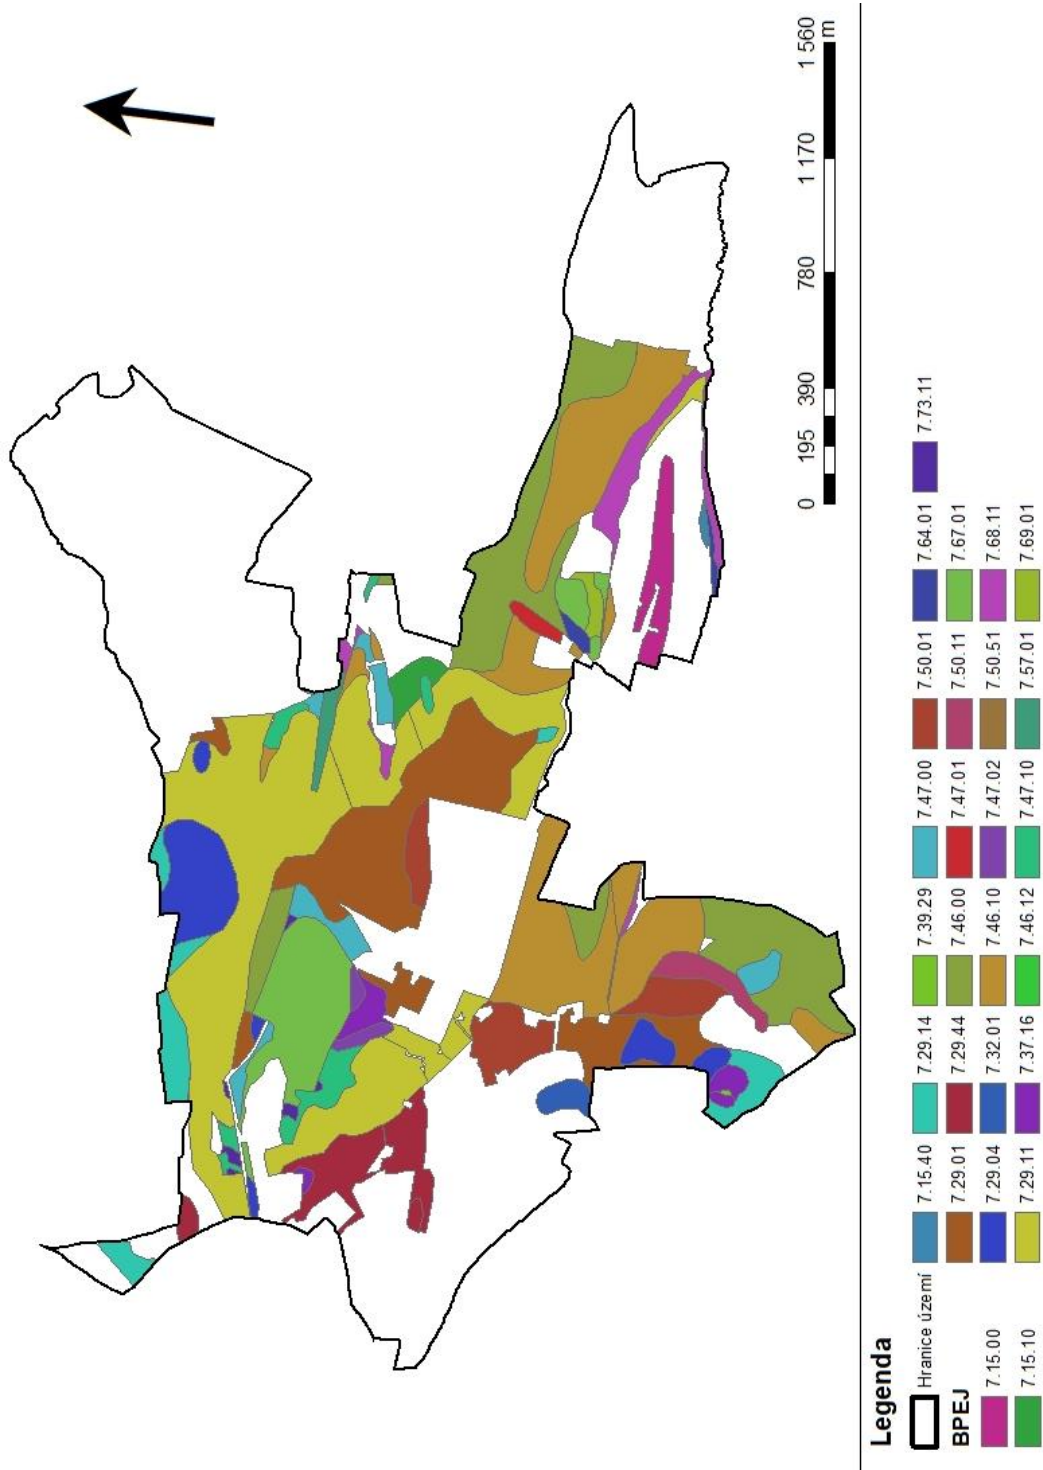 0 195 390 780 1 170 1 560
m
Legenda
Hranice území 7.15.40 7.29.14 7.39.29 7.47.00 7.50.01 7.64.01 7.73.11
BPEJ 7.29.01 7.29.444 7.46.00 7.47.01 7.50.11 7.67.01
7.15.00 7.29.04 7.32.01 7.46.10 7.47.02 7.50.51 7.68.11
7.15.10 7.29.11 7.37.16 7.46.12 7.47.10 7.57.01 7.69.01